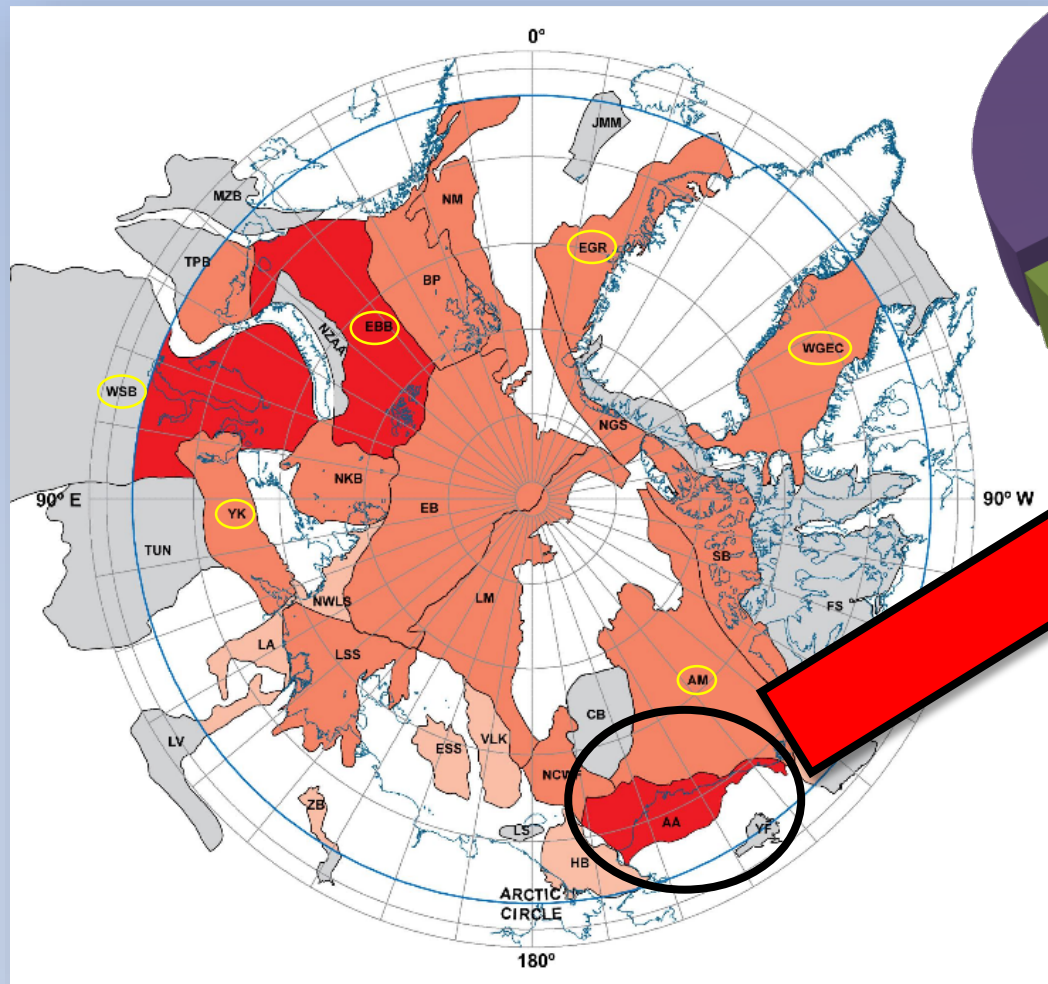 0°
JMM
MZB
NM
EGR
TPB
BP
EBB
NZAA
WGEC
WSB
NGS
NKB
90° E
EB
90° W
YK
TUN
SB
NWLS
LM
FS
LA
LSS
AM
CB
LV
ESS
VLK
NCWF
ZB
AA
LS
YF
HB
ARCTIC
CIRCLE
180°